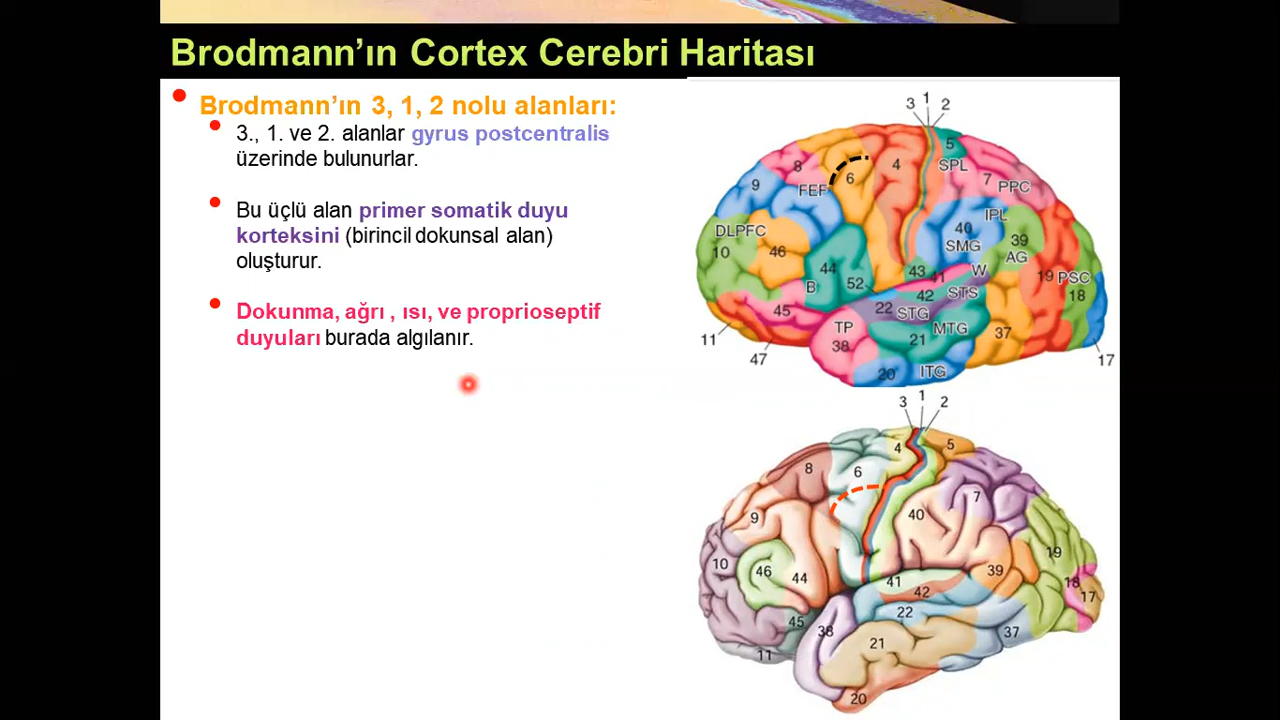 Brodmann’ın Cortex Cerebri Haritası
Brodmann’ın 3, 1, 2 nolu alanları:
3., 1. ve 2. alanlar gyrus postcentralis
üzerinde bulunurlar.
Bu üçlü alan primer somatik duyu
korteksini (birincil dokunsal alan)
oluşturur.
Dokunma, ağrı , ısı, ve proprioseptif
duyuları burada algılanır.
3 1 2
5
SPL
4
8
6
7
PPC
9
FEF
IPL
40
DLPFC
39
SMG
AG
10
46
44
43
41
W
19
PSC
B
52
42
STS
18
45
22
STG
TP
MTG
37
11
38
21
47
20
ITG
17
3 1 2
4
5
8
6
7
9
40
19
10
46
44
41
39
42
18
17
45
38
22
37
11
21
20